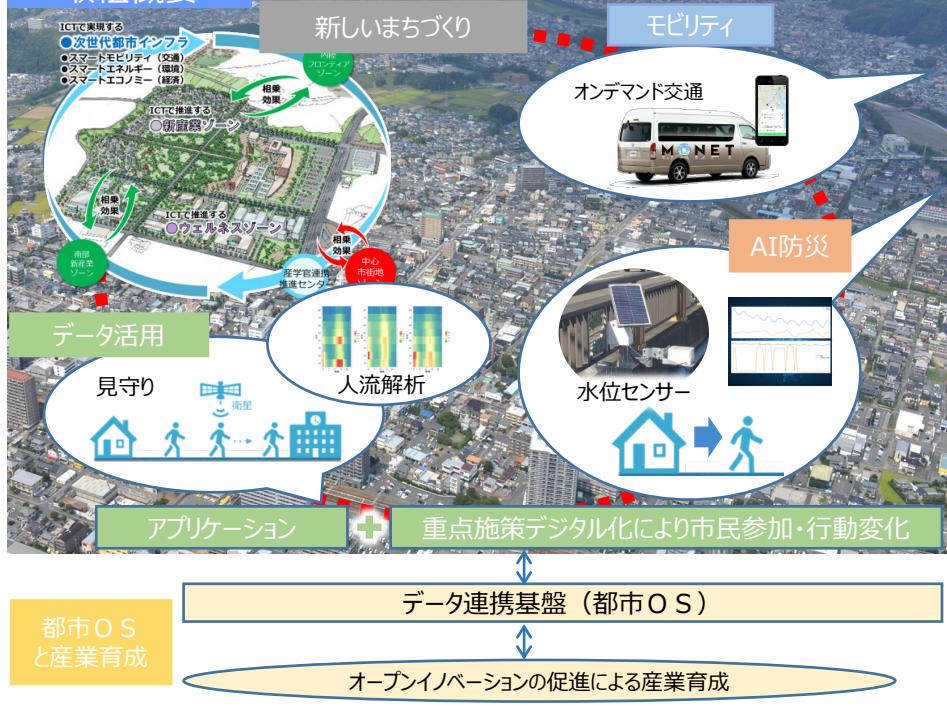 新しいまちづくり
モビリティ
ICTで実現する
●次世代都市インフラ
●スマートモビリティ（交通）
●スマートエネルギー（環境）
●スマートエコノミー（経済）
フロンティア
ゾーン
相乗
効果
ICTで推進する
◎新産業ゾーン
相乗
効果
ICTで推進する
◎ウェルネスゾーン
南部
新産業
ゾーン
相乗
効果
中心
市街地
産学官連携
推進センター
オンデマンド交通
MONET
AI防災
データ活用
見守り
衛星
人流解析
水位センサー
アプリケーション
重点施策デジタル化により市民参加・行動変化
データ連携基盤（都市ＯＳ）
都市ＯＳ
と産業育成
オープンイノベーションの促進による産業育成